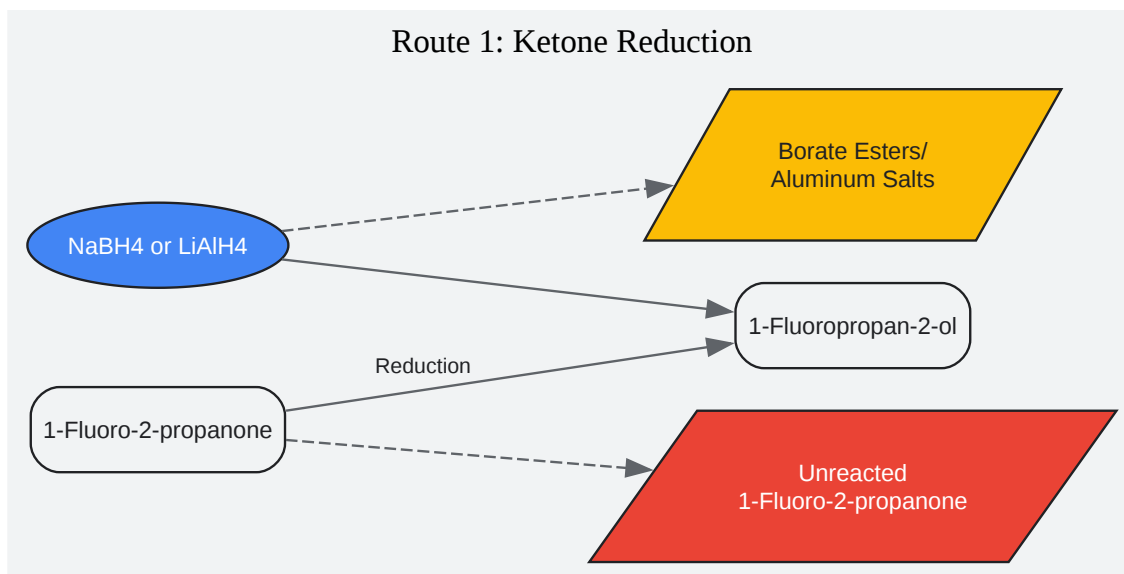 Route 1: Ketone Reduction
Borate Esters/
Aluminum Salts
NaBH4 or LiAlH4
1-Fluoropropan-2-ol
Reduction
1-Fluoro-2-propanone
Unreacted
1-Fluoro-2-propanone